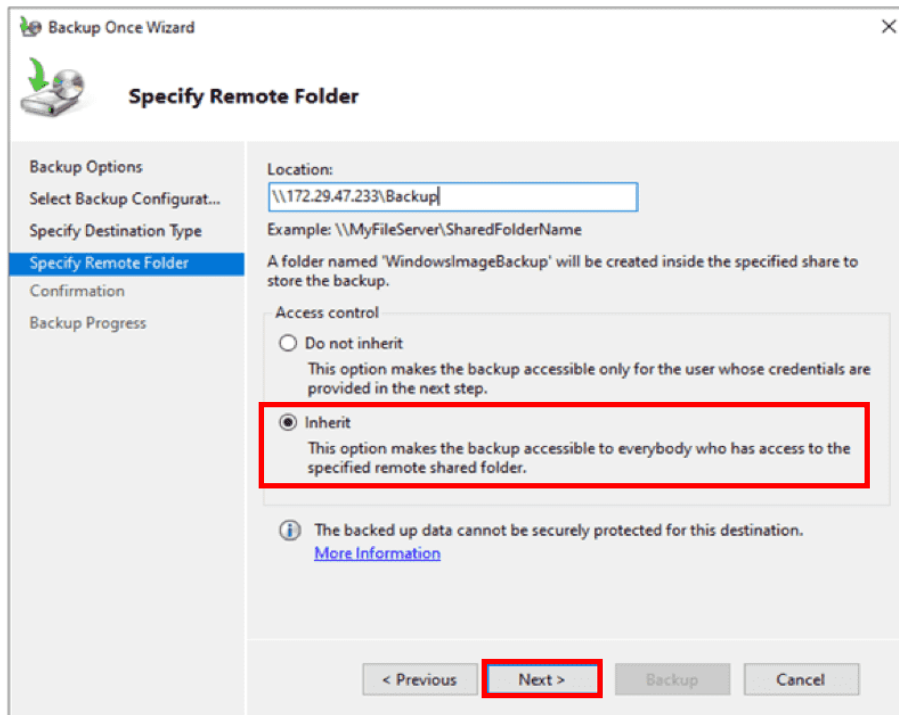 Backup Once Wizard
Specify Remote Folder
Backup Options
Select Backup Configurat...
Specify Destination Type
Specify Remote Folder
Confirmation
Backup Progress
Location:
\\172.29.47.233\Backup
Example: \\MyFileServer\SharedFolderName
A folder named 'WindowsImageBackup' will be created inside the specified share to
store the backup.
Access control
Do not inherit
This option makes the backup accessible only for the user whose credentials are
provided in the next step.
Inherit
This option makes the backup accessible to everybody who has access to the
specified remote shared folder.
The backed up data cannot be securely protected for this destination.
More Information
< Previous
Next >
Backup
Cancel